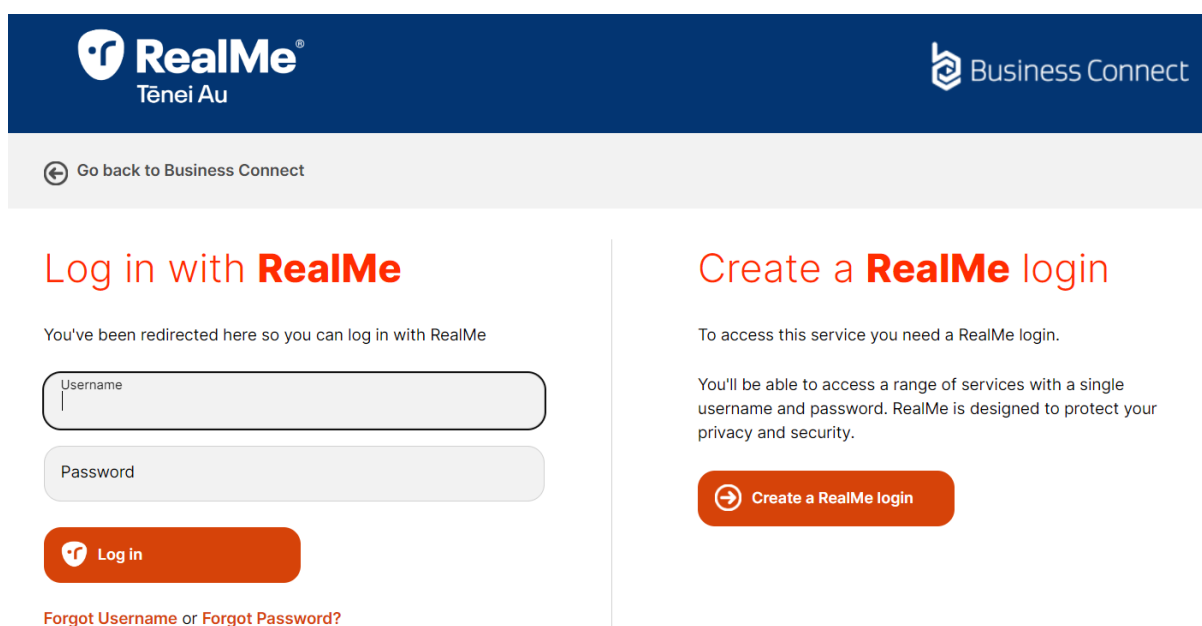 RealMe®
Tēnei Au
Business Connect
Go back to Business Connect
Log in with RealMe
You've been redirected here so you can log in with RealMe
Username
Password
Log in
Forgot Username or Forgot Password?
Create a RealMe login
To access this service you need a RealMe login.
You'll be able to access a range of services with a single
username and password. RealMe is designed to protect your
privacy and security.
Create a RealMe login